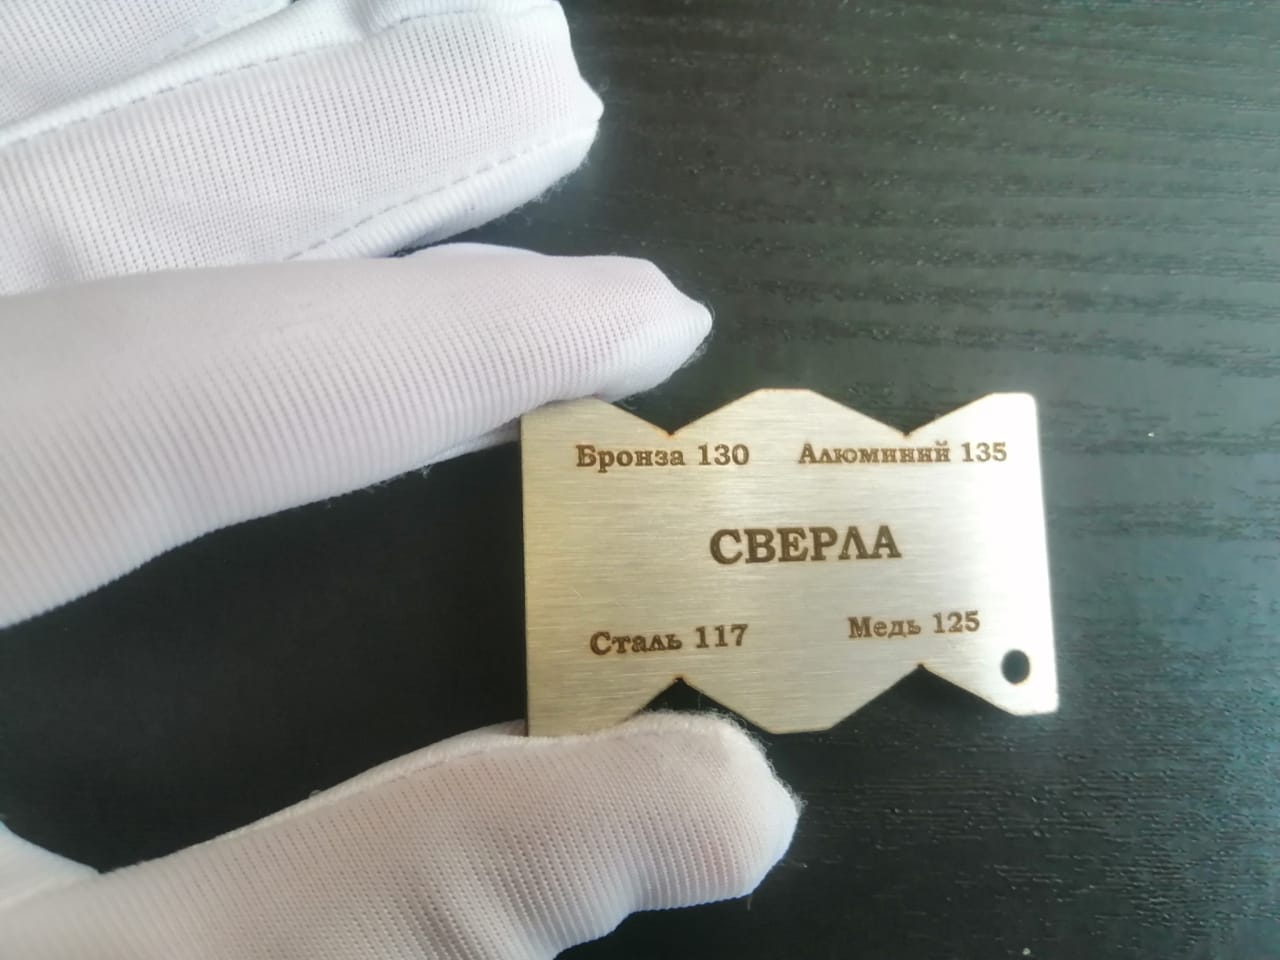 Бронза 130 Алюминий 135
СВЕРЛА
Сталь 117 Медь 125